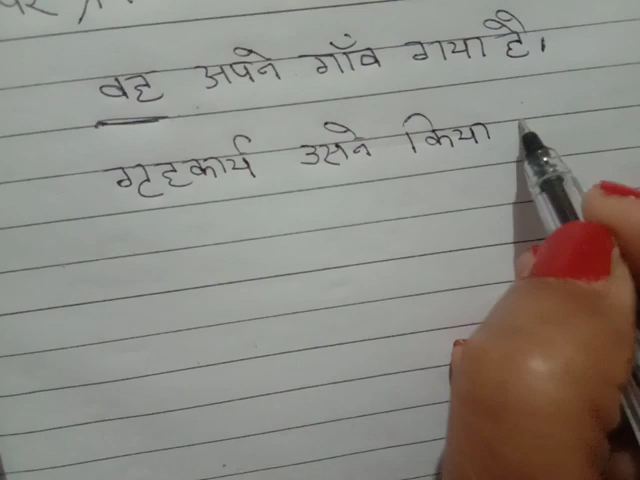 वह अपने गाँव गया है।
गृहकार्य उसने किया